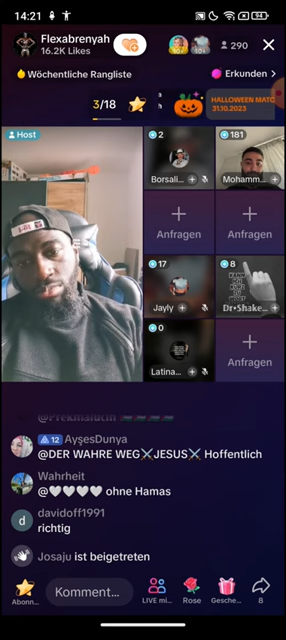 14:21
94
Flexabrenyah
16.2K Likes
290
Wöchentliche Rangliste
Erkunden >
3/18
HALLOWEEN MATC
31.10.2023
Host
2
181
Borsali...
Mohamm...
Anfragen
Anfragen
17
8
Jayly
Dr•Shake...
0
Latina...
Anfragen
12 AyşesDunya
@DER WAHRE WEG⚔️JESUS⚔️ Hoffentlich
Wahrheit
@🤍🤍🤍🤍 ohne Hamas
d davidoff1991
richtig
Josaju ist beigetreten
Abonn...
Komment...
LIVE mi...
Rose
Gesche...
8